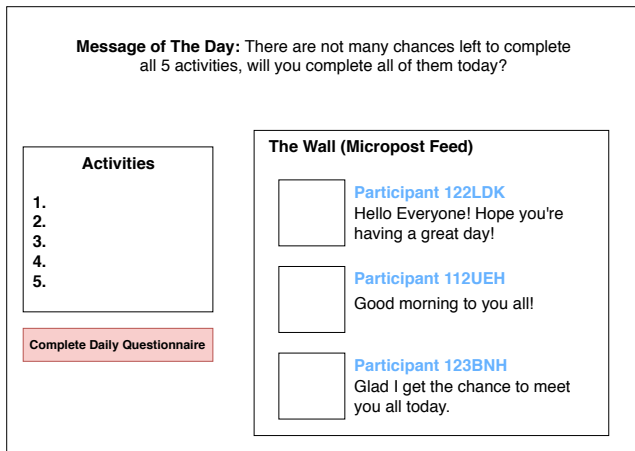 Message of The Day: There are not many chances left to complete
all 5 activities, will you complete all of them today?
Activities
1.
2.
3.
4.
5.
Complete Daily Questionnaire
The Wall (Micropost Feed)
Participant 122LDK
Hello Everyone! Hope you're
having a great day!
Participant 112UEH
Good morning to you all!
Participant 123BNH
Glad I get the chance to meet
you all today.